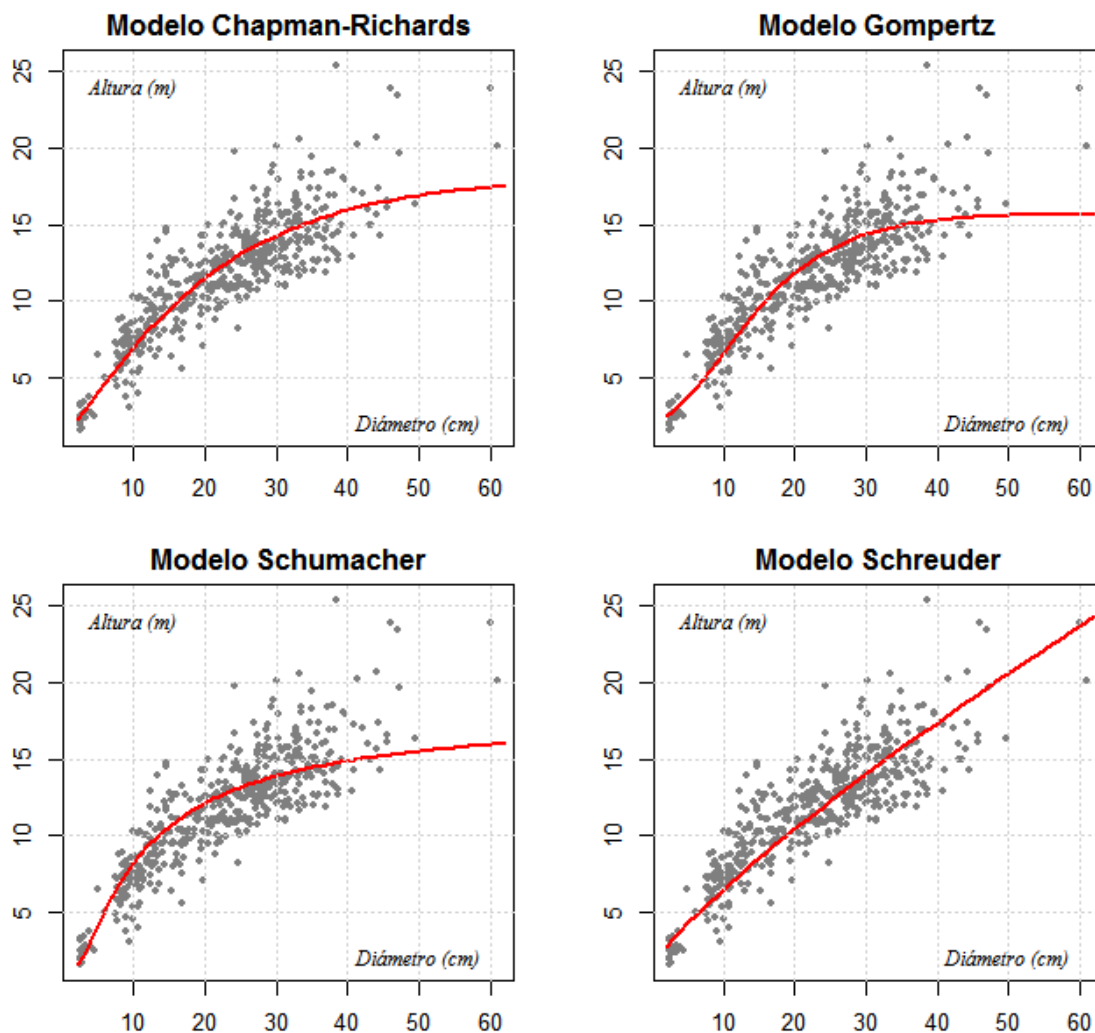 Modelo Chapman-Richards
Altura (m)
25
20
15
10
5
Diámetro (cm)
10 20 30 40 50 60
Modelo Gompertz
Altura (m)
25
20
15
10
5
Diámetro (cm)
10 20 30 40 50 60
Modelo Schumacher
Altura (m)
25
20
15
10
5
Diámetro (cm)
10 20 30 40 50 60
Modelo Schreuder
Altura (m)
25
20
15
10
5
Diámetro (cm)
10 20 30 40 50 60